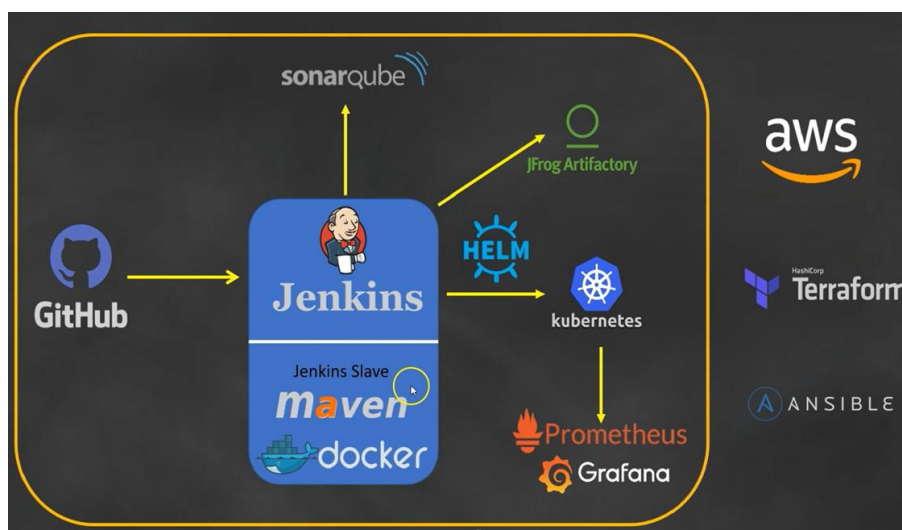 sonarqube
JFrog Artifactory
aws
GitHub
Jenkins
HELM
kubernetes
HashiCorp
Terraform
Jenkins Slave
maven
docker
Prometheus
Grafana
A ANSIBLE